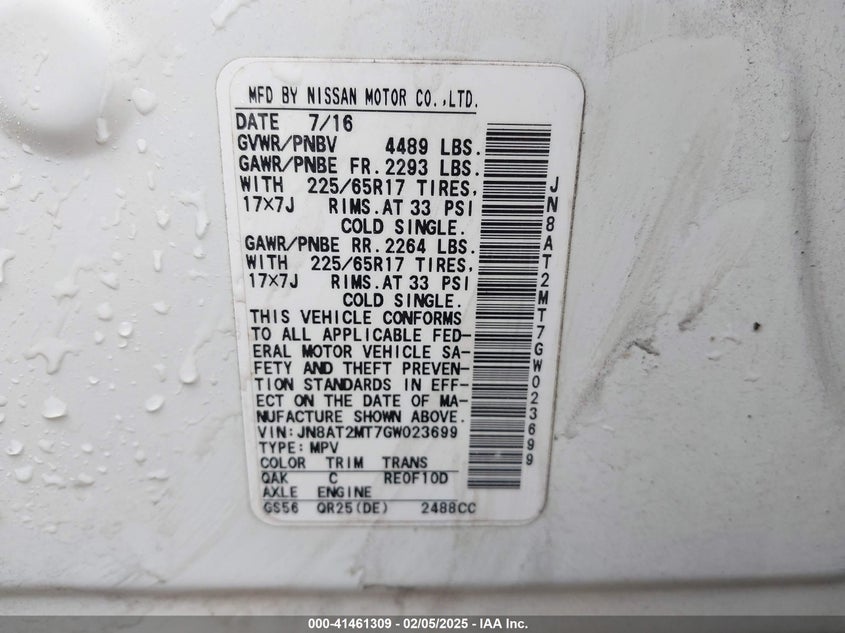 MFD BY NISSAN MOTOR CO.,LTD.
DATE 7/16
GVWR/PNBV 4489 LBS.
GAWR/PNBE FR. 2293 LBS.
WITH 225/65R17 TIRES,
17×7J RIMS. AT 33 PSI
COLD SINGLE.
GAWR/PNBE RR. 2264 LBS.
WITH 225/65R17 TIRES,
17×7J RIMS. AT 33 PSI
COLD SINGLE.
THIS VEHICLE CONFORMS
TO ALL APPLICABLE FED-
ERAL MOTOR VEHICLE SA-
FETY AND THEFT PREVEN-
TION STANDARDS IN EFF-
ECT ON THE DATE OF MA-
NUFACTURE SHOWN ABOVE.
VIN:JN8AT2MT7GW023699
TYPE:MPV
COLOR TRIM TRANS
QAK C RE0F10D
AXLE ENGINE
GS56 QR25(DE) 2488CC
JN8AT2MT7GW023699
000-41461309 - 02/05/2025 - IAA Inc.